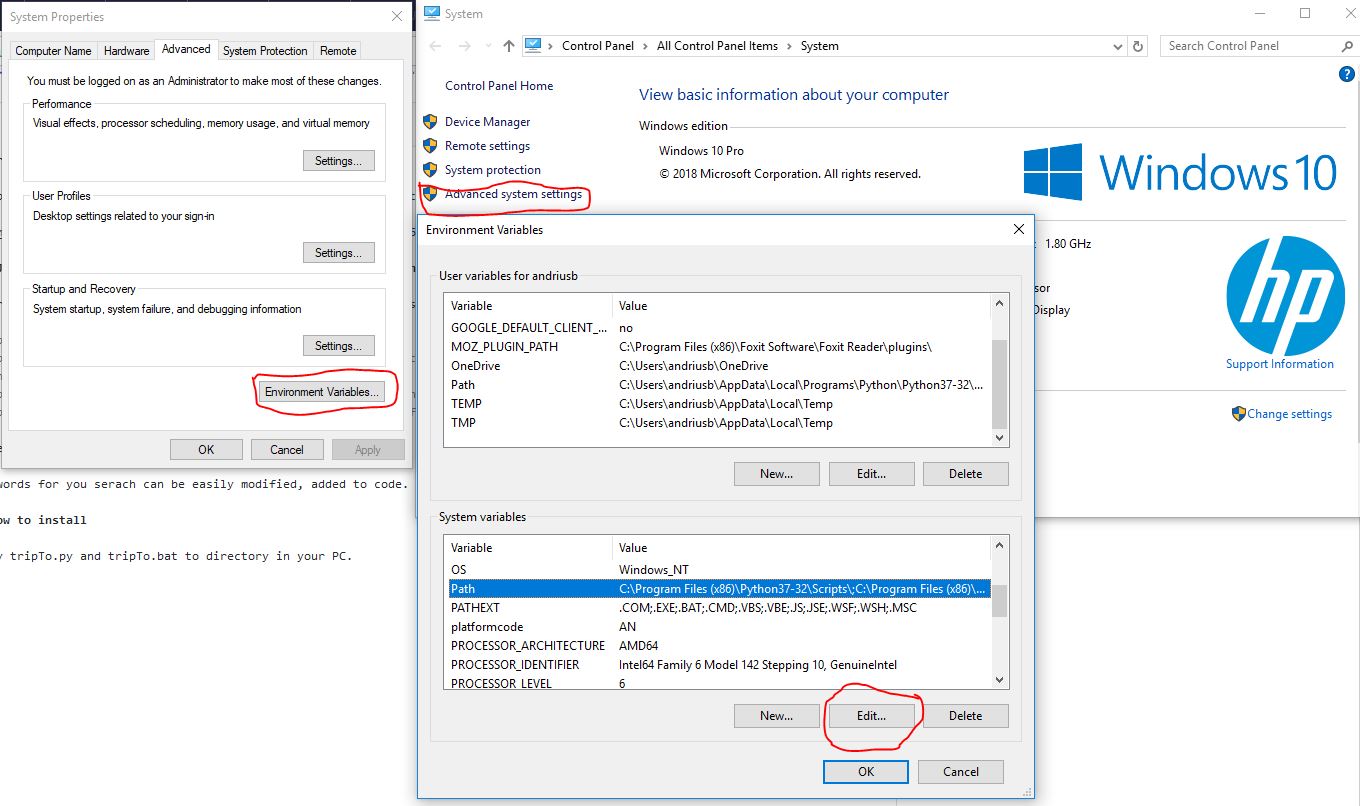 System Properties
Computer Name Hardware Advanced System Protection Remote
You must be logged on as an Administrator to make most of these changes.
Performance
Visual effects, processor scheduling, memory usage, and virtual memory
Settings...
User Profiles
Desktop settings related to your sign-in
Settings...
Startup and Recovery
System startup, system failure, and debugging information
Settings...
Environment Variables...
OK Cancel Apply
words for you serach can be easily modified, added to code.
ow to install
y tripTo.py and tripTo.bat to directory in your PC.
System
Control Panel > All Control Panel Items > System
Search Control Panel
Control Panel Home
Device Manager
Remote settings
System protection
Advanced system settings
View basic information about your computer
Windows edition
Windows 10 Pro
© 2018 Microsoft Corporation. All rights reserved.
Windows 10
: 1.80 GHz
sor
Display
hp
Support Information
Change settings
Environment Variables
User variables for andriusb
Variable Value
GOOGLE_DEFAULT_CLIENT_... no
MOZ_PLUGIN_PATH C:\Program Files (x86)\Foxit Software\Foxit Reader\plugins\
OneDrive C:\Users\andriusb\OneDrive
Path C:\Users\andriusb\AppData\Local\Programs\Python\Python37-32\...
TEMP C:\Users\andriusb\AppData\Local\Temp
TMP C:\Users\andriusb\AppData\Local\Temp
New... Edit... Delete
System variables
Variable Value
OS Windows_NT
Path C:\Program Files (x86)\Python37-32\Scripts\;C:\Program Files (x86)\...
PATHEXT .COM;.EXE;.BAT;.CMD;.VBS;.VBE;.JS;.JSE;.WSF;.WSH;.MSC
platformcode AN
PROCESSOR_ARCHITECTURE AMD64
PROCESSOR_IDENTIFIER Intel64 Family 6 Model 142 Stepping 10, GenuineIntel
PROCESSOR_LEVEL 6
New... Edit... Delete
OK Cancel